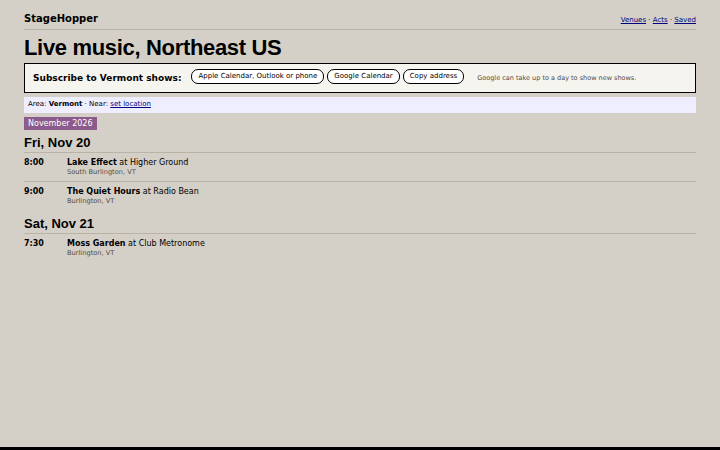 StageHopper
Venues · Acts · Saved
Live music, Northeast US
Subscribe to Vermont shows: Apple Calendar, Outlook or phone Google Calendar Copy address Google can take up to a day to show new shows.
Area: Vermont · Near: set location
November 2026
Fri, Nov 20
8:00 Lake Effect at Higher Ground
South Burlington, VT
9:00 The Quiet Hours at Radio Bean
Burlington, VT
Sat, Nov 21
7:30 Moss Garden at Club Metronome
Burlington, VT